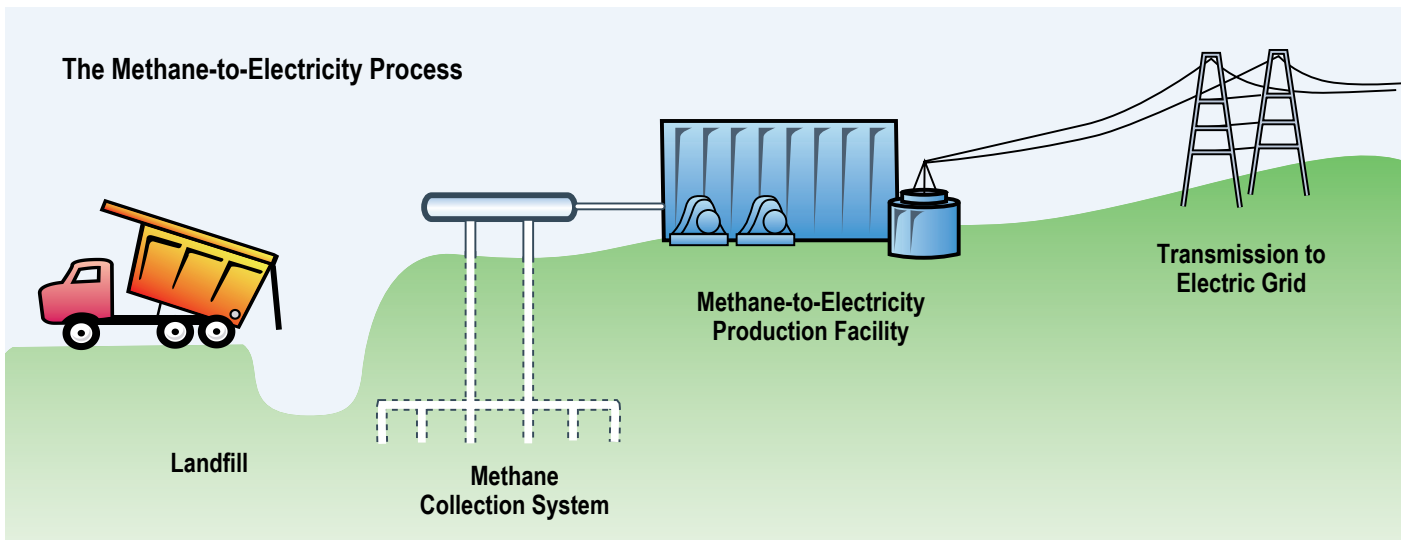 The Methane-to-Electricity Process
Transmission to
Electric Grid
Methane-to-Electricity
Production Facility
Landfill
Methane
Collection System